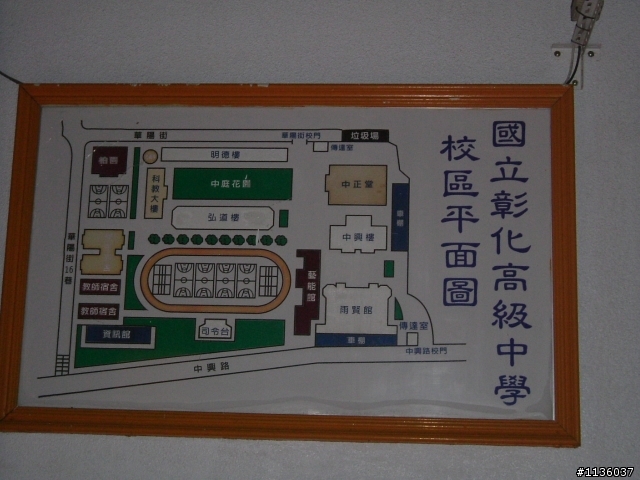 國立彰化高級中學
校區平面圖
華陽街
華陽街校門
垃圾場
傳達室
明德樓
科教大樓
中庭花園
中正堂
弘道樓
車棚
中興樓
華陽街16巷
教師宿舍
教師宿舍
資訊館
藝能館
雨賢館
司令台
車棚
傳達室
中興路校門
中興路
#1136037